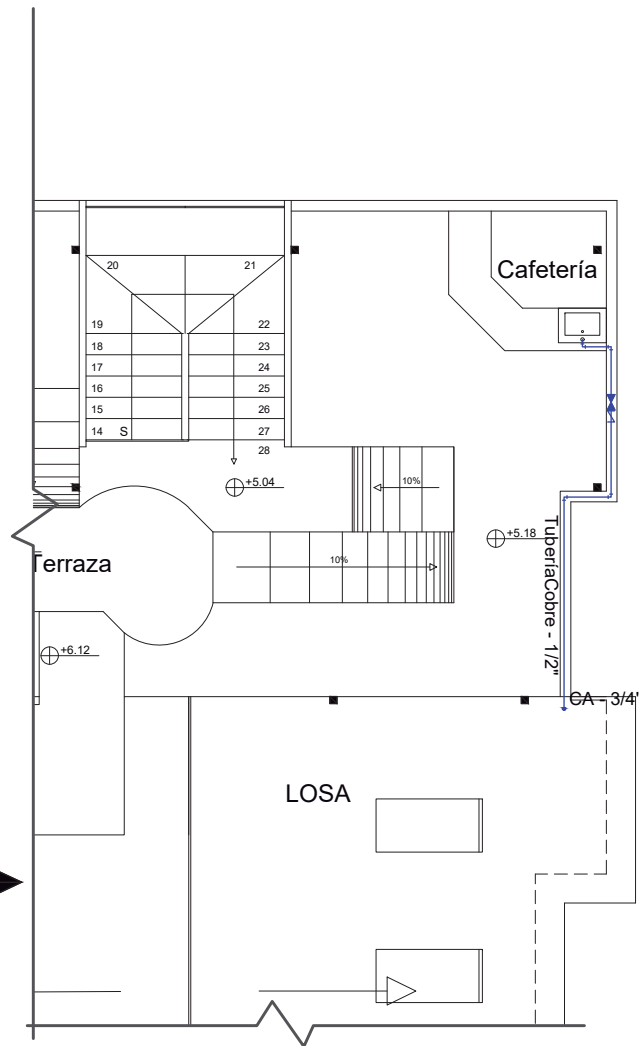 20 21
Cafetería
19 22
18 23
17 24
16 25
15 26
14 S 27
28
+5.04
10%
+5.18
TuberíaCobre - 1/2"
10%
Terraza
+6.12
CA - 3/4'
LOSA